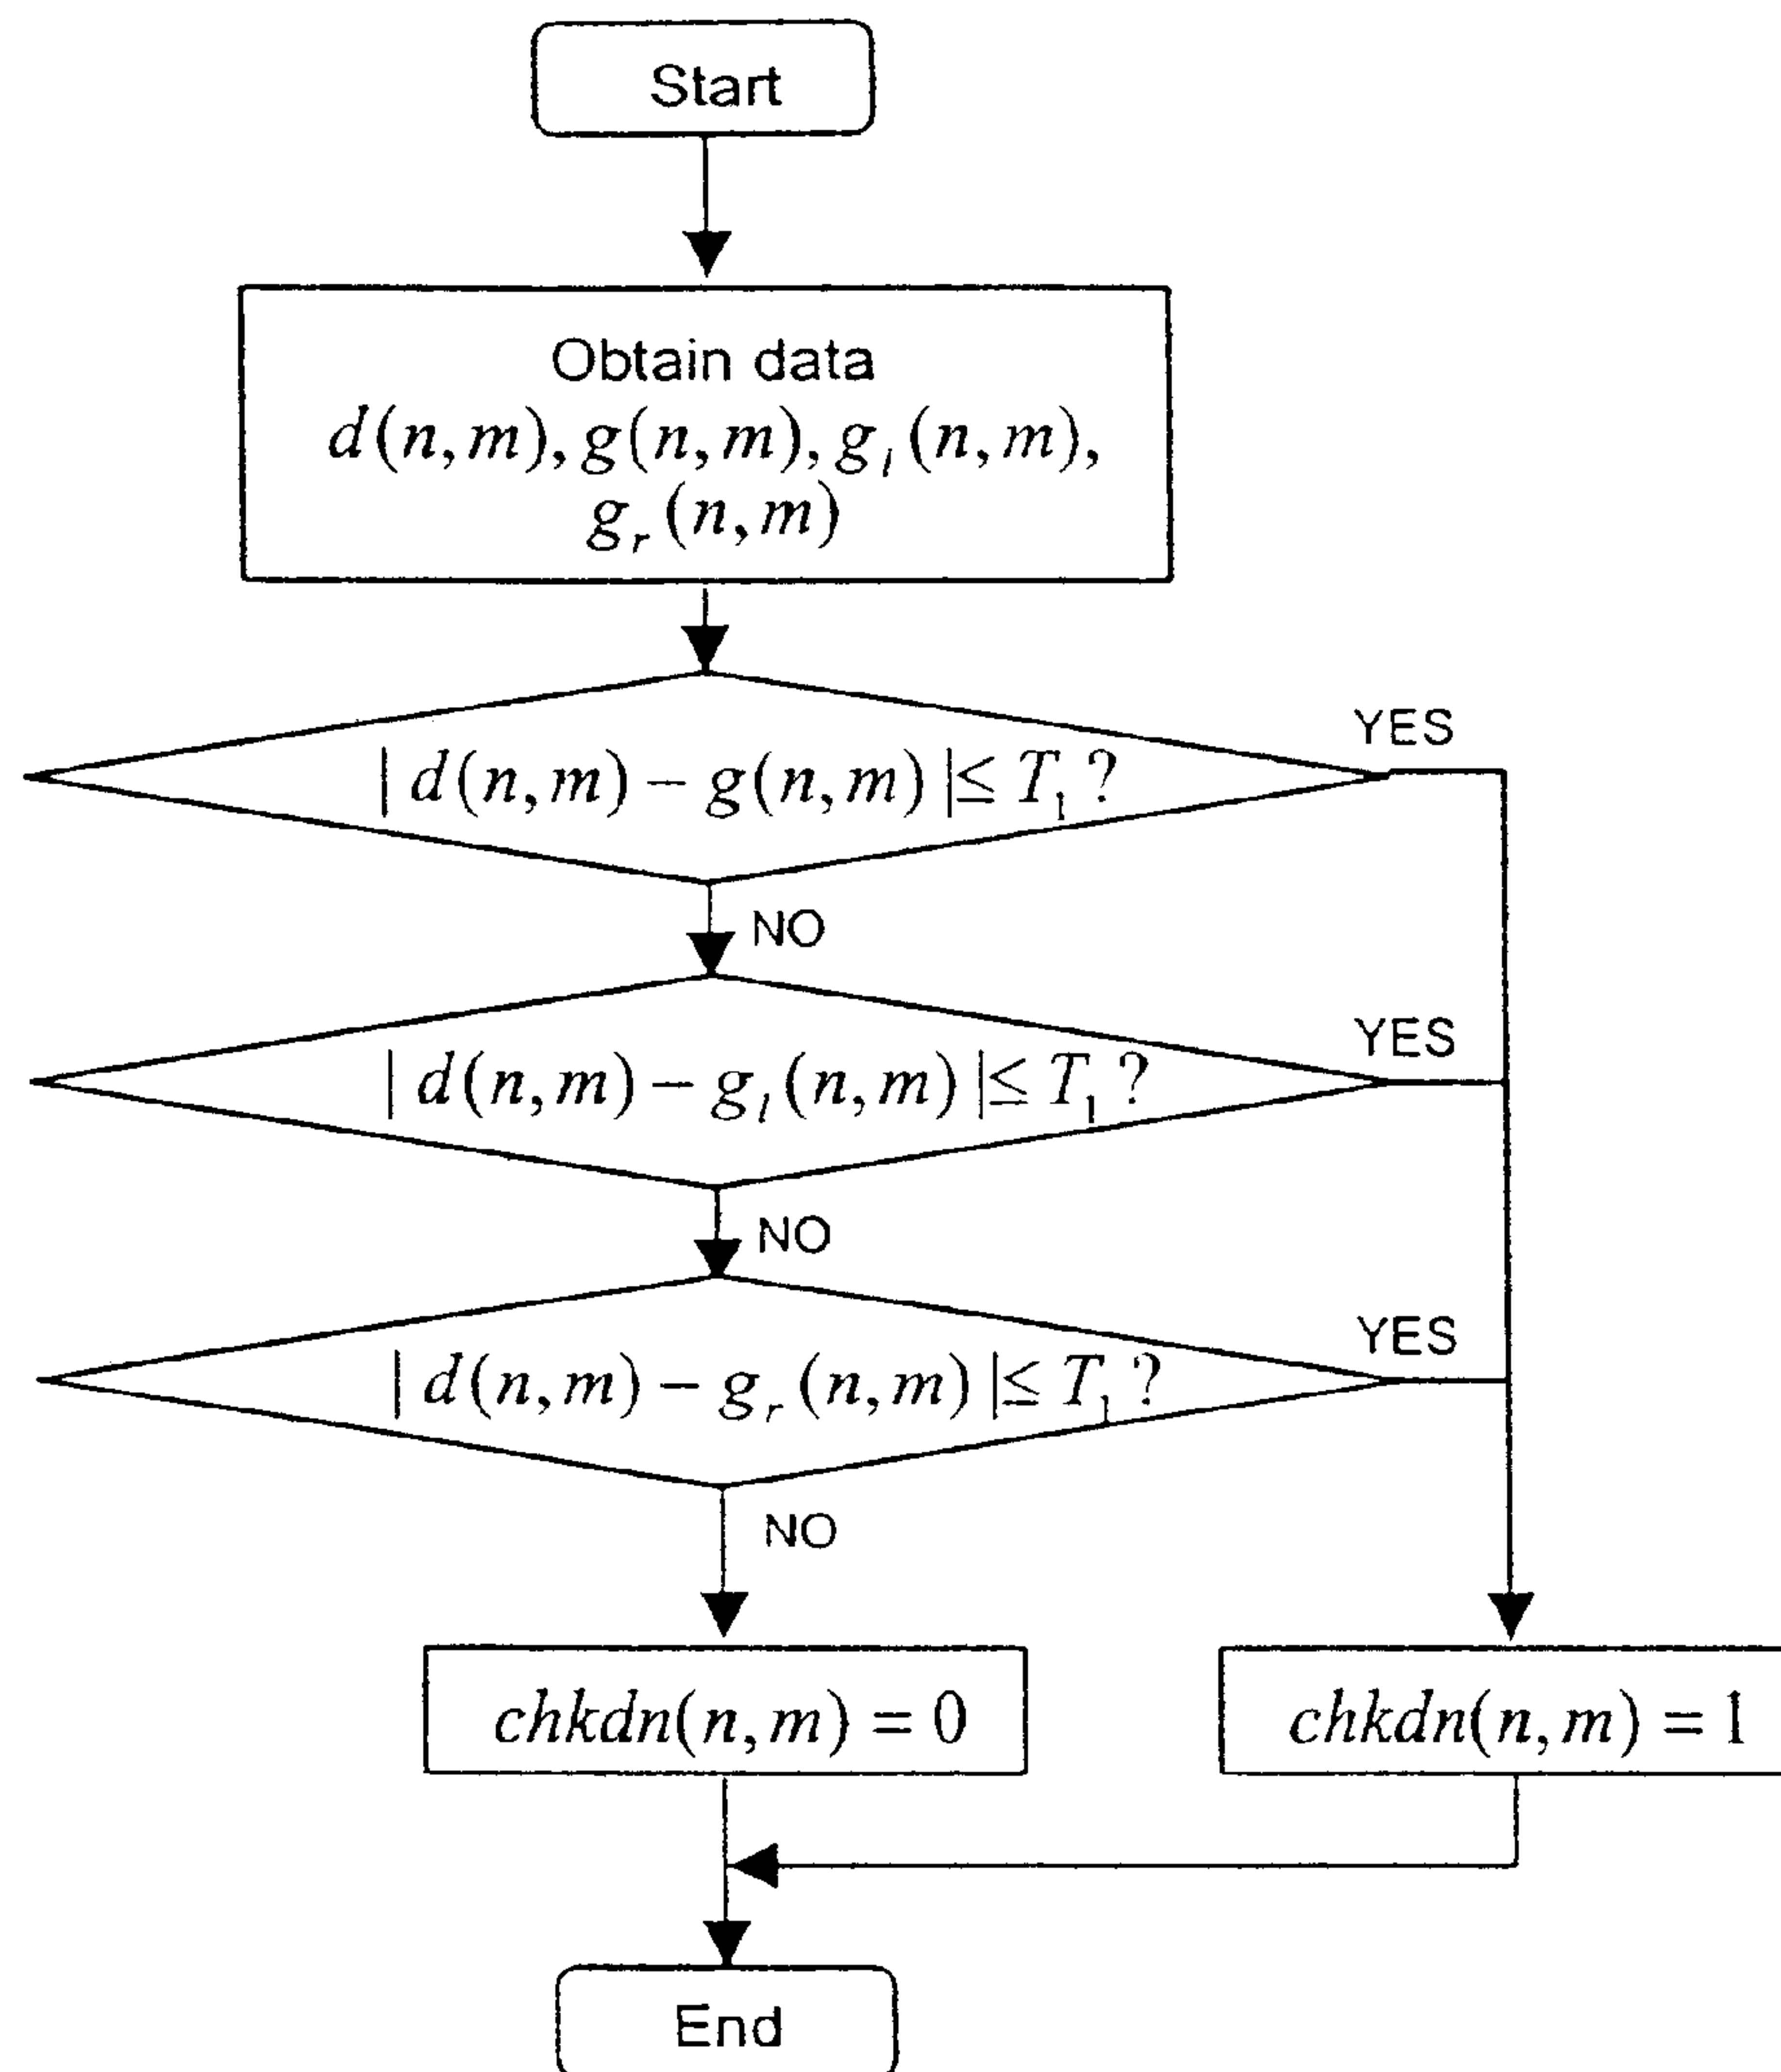 Start
Obtain data
d(n,m), g(n,m), g_l(n,m),
g_r(n,m)
| d(n,m) – g(n,m) |≤ T_1 ?
YES
NO
| d(n,m) – g_l(n,m) |≤ T_1 ?
YES
NO
| d(n,m) – g_r(n,m) |≤ T_1 ?
YES
NO
chkdn(n,m) = 0
chkdn(n,m) = 1
End